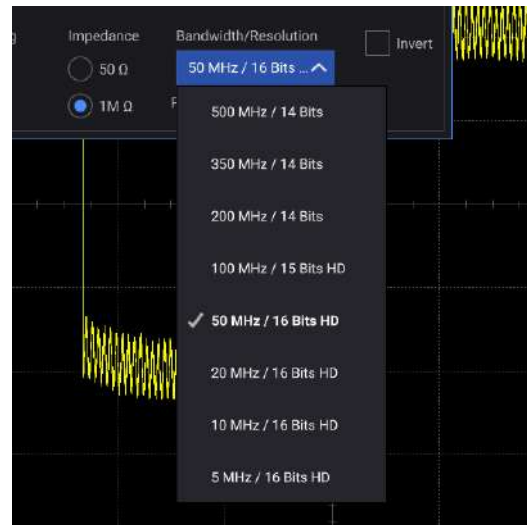 Impedance
Bandwidth/Resolution
50 Ω
50 MHz / 16 Bits ...
Invert
1M Ω
500 MHz / 14 Bits
350 MHz / 14 Bits
200 MHz / 14 Bits
100 MHz / 15 Bits HD
50 MHz / 16 Bits HD
20 MHz / 16 Bits HD
10 MHz / 16 Bits HD
5 MHz / 16 Bits HD